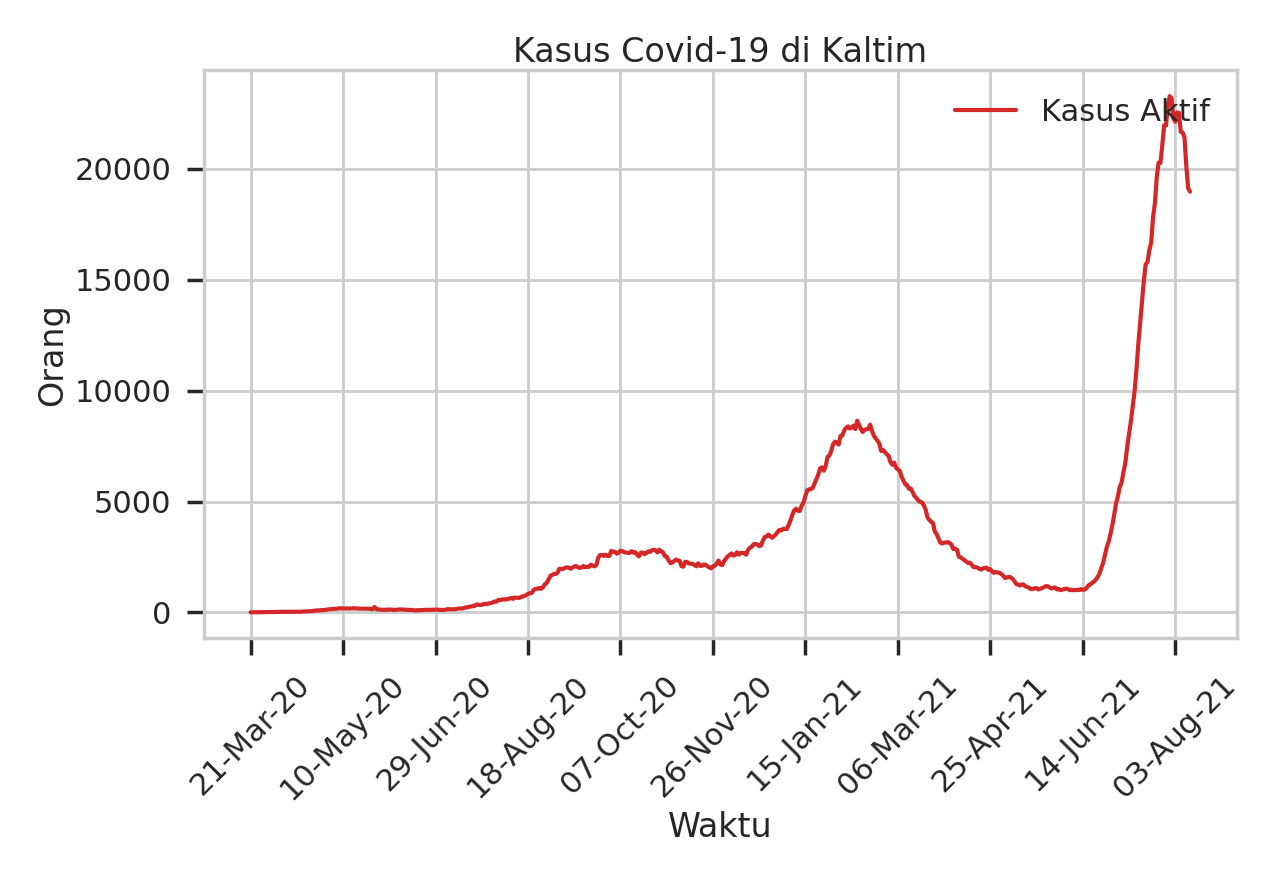 Kasus Covid-19 di Kaltim
Kasus Aktif
20000
15000
10000
5000
0
Orang
21-Mar-20
10-May-20
29-Jun-20
18-Aug-20
07-Oct-20
26-Nov-20
15-Jan-21
06-Mar-21
25-Apr-21
14-Jun-21
03-Aug-21
Waktu